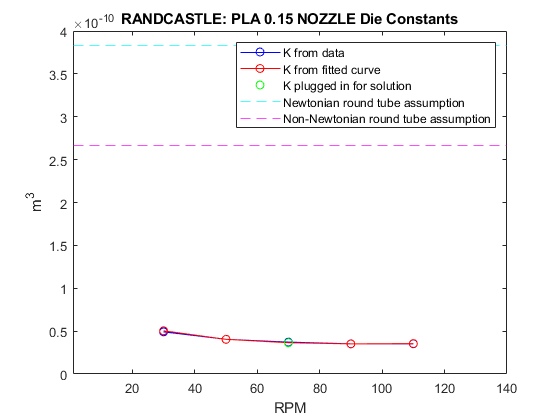 ×10⁻¹⁰ RANDCASTLE: PLA 0.15 NOZZLE Die Constants
4
3.5
3
2.5
2
1.5
1
0.5
0
m³
K from data
K from fitted curve
K plugged in for solution
Newtonian round tube assumption
Non-Newtonian round tube assumption
20 40 60 80 100 120 140
RPM